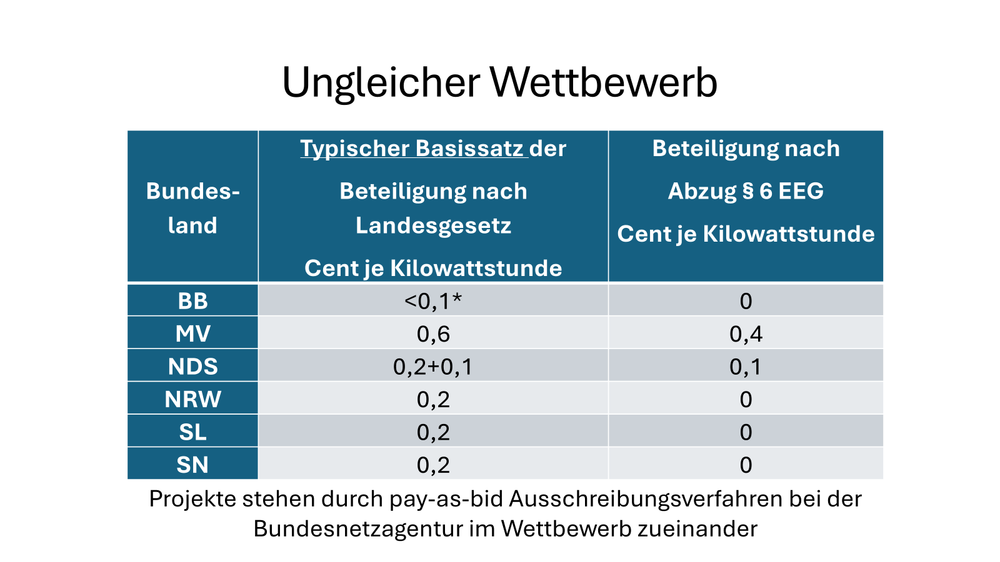 Ungleicher Wettbewerb
Bundes-
land
Typischer Basissatz der
Beteiligung nach
Landesgesetz
Cent je Kilowattstunde
Beteiligung nach
Abzug § 6 EEG
Cent je Kilowattstunde
BB <0,1* 0
MV 0,6 0,4
NDS 0,2+0,1 0,1
NRW 0,2 0
SL 0,2 0
SN 0,2 0
Projekte stehen durch pay-as-bid Ausschreibungsverfahren bei der
Bundesnetzagentur im Wettbewerb zueinander